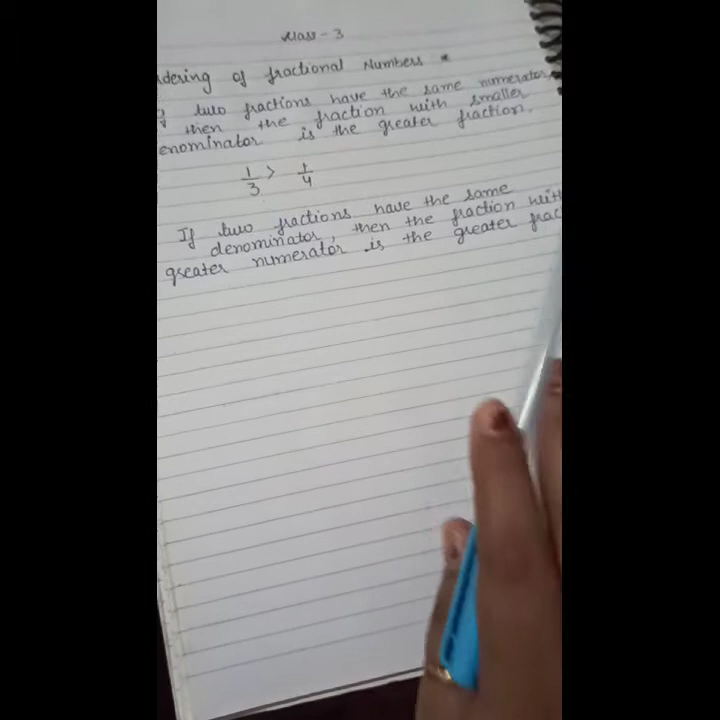 Class - 3
dering of fractional Numbers
two fractions have the same numerator,
then the fraction with smaller
enominator is the greater fraction.
1/3 > 1/4
If two fractions have the same
denominator, then the fraction with
greater numerator is the greater frac